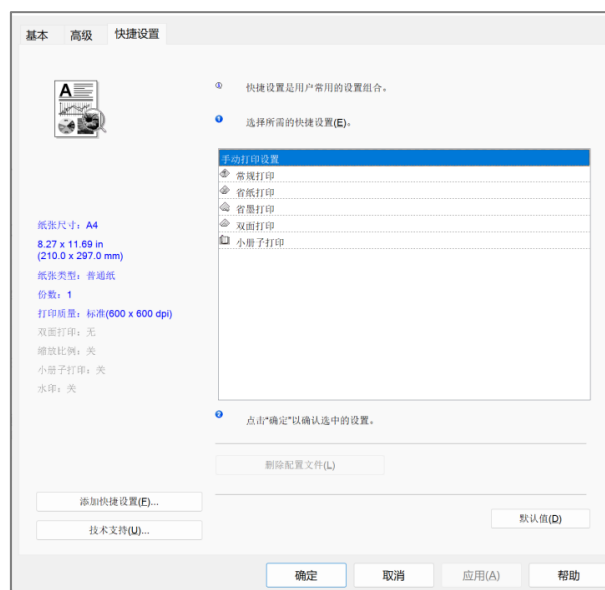 基本 高级 快捷设置
快捷设置是用户常用的设置组合。
选择所需的快捷设置(E)。
手动打印设置
常规打印
省纸打印
省墨打印
双面打印
小册子打印
纸张尺寸：A4
8.27 x 11.69 in
(210.0 x 297.0 mm)
纸张类型：普通纸
份数：1
打印质量：标准(600 x 600 dpi)
双面打印：无
缩放比例：关
小册子打印：关
水印：关
点击“确定”以确认选中的设置。
删除配置文件(L)
添加快捷设置(F)...
技术支持(U)...
默认值(D)
确定 取消 应用(A) 帮助